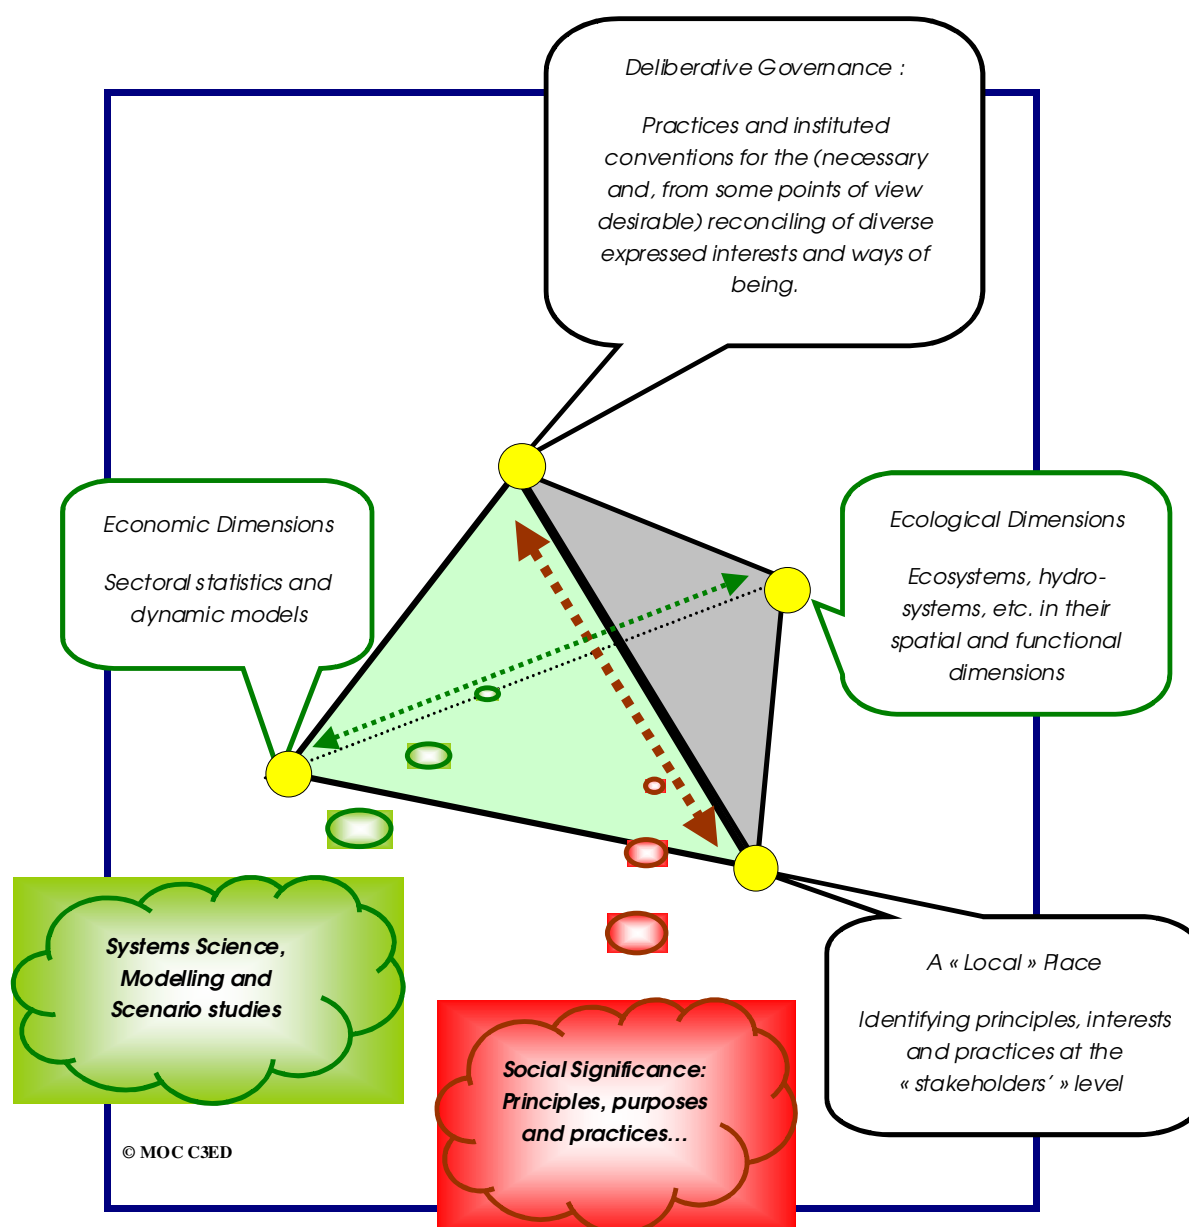 Deliberative Governance :
Practices and instituted
conventions for the (necessary
and, from some points of view
desirable) reconciling of diverse
expressed interests and ways of
being.
Economic Dimensions
Sectoral statistics and
dynamic models
Ecological Dimensions
Ecosystems, hydro-
systems, etc. in their
spatial and functional
dimensions
Systems Science,
Modelling and
Scenario studies
A « Local » Place
Identifying principles, interests
and practices at the
« stakeholders’ » level
Social Significance:
Principles, purposes
and practices…
© MOC C3ED